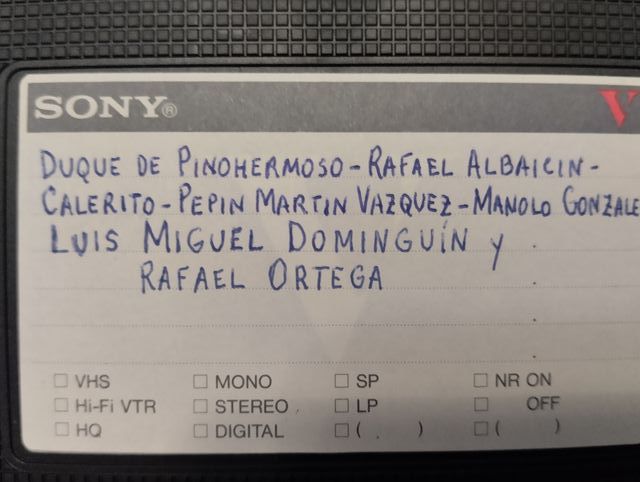 SONY® V
DUQUE DE PINOHERMOSO-RAFAEL ALBAICIN-
CALERITO-PEPIN MARTIN VAZQUEZ-MANOLO GONZALE
LUIS MIGUEL DOMINGUÍN y
RAFAEL ORTEGA
☐ VHS ☐ MONO ☐ SP ☐ NR ON
☐ Hi-Fi VTR ☐ STEREO ☐ LP ☐ OFF
☐ HQ ☐ DIGITAL ☐ ( ) ☐ ( )